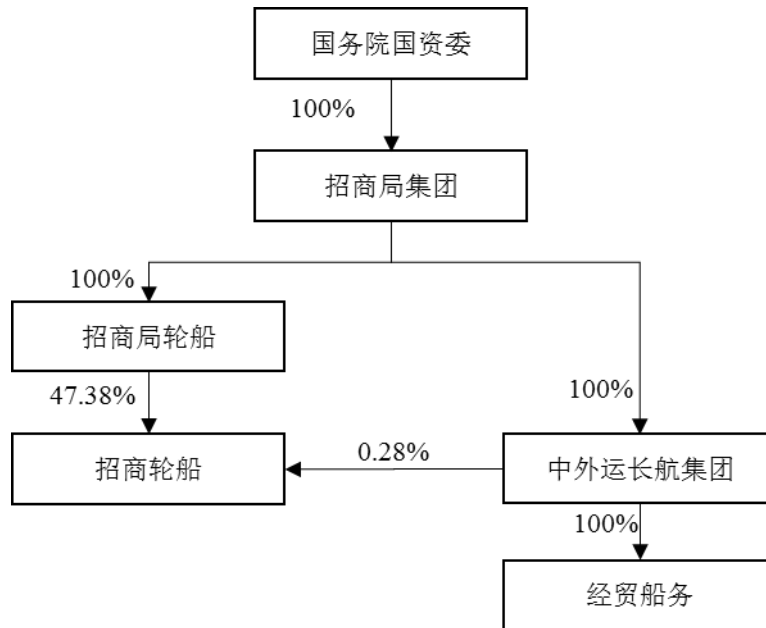 国务院国资委
100%
招商局集团
100%
招商局轮船
100%
47.38%
招商轮船
0.28%
中外运长航集团
100%
经贸船务